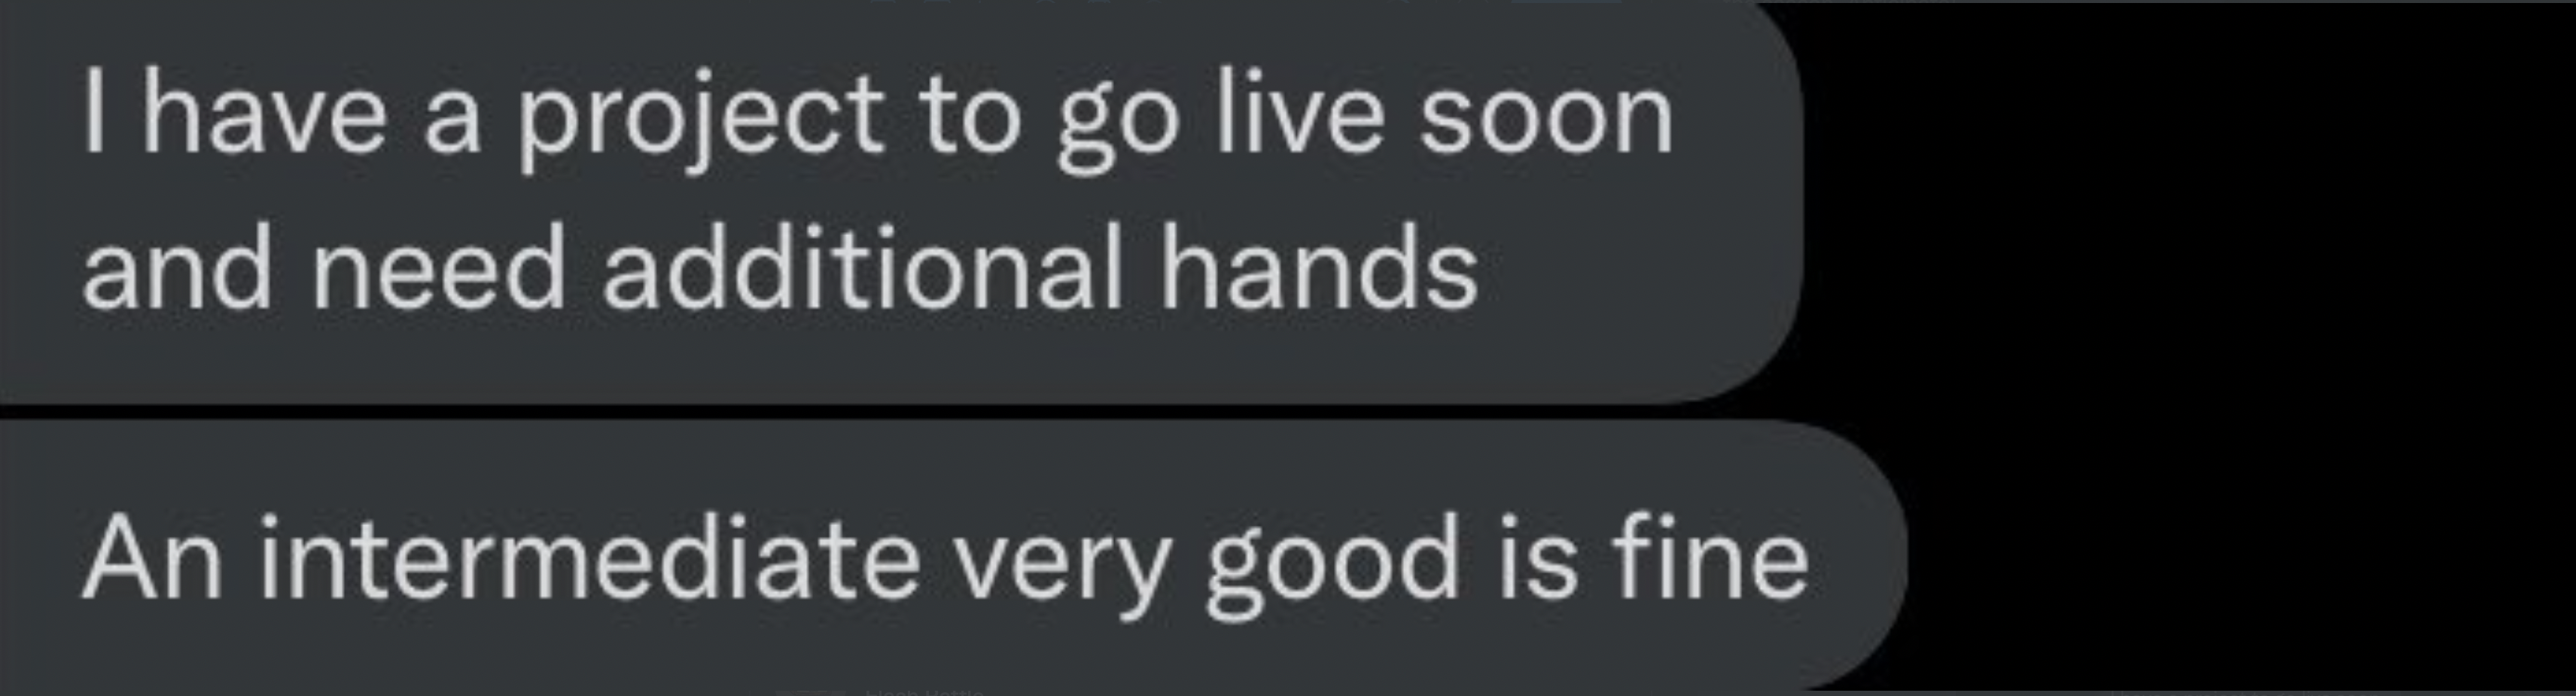 I have a project to go live soon
and need additional hands
An intermediate very good is fine